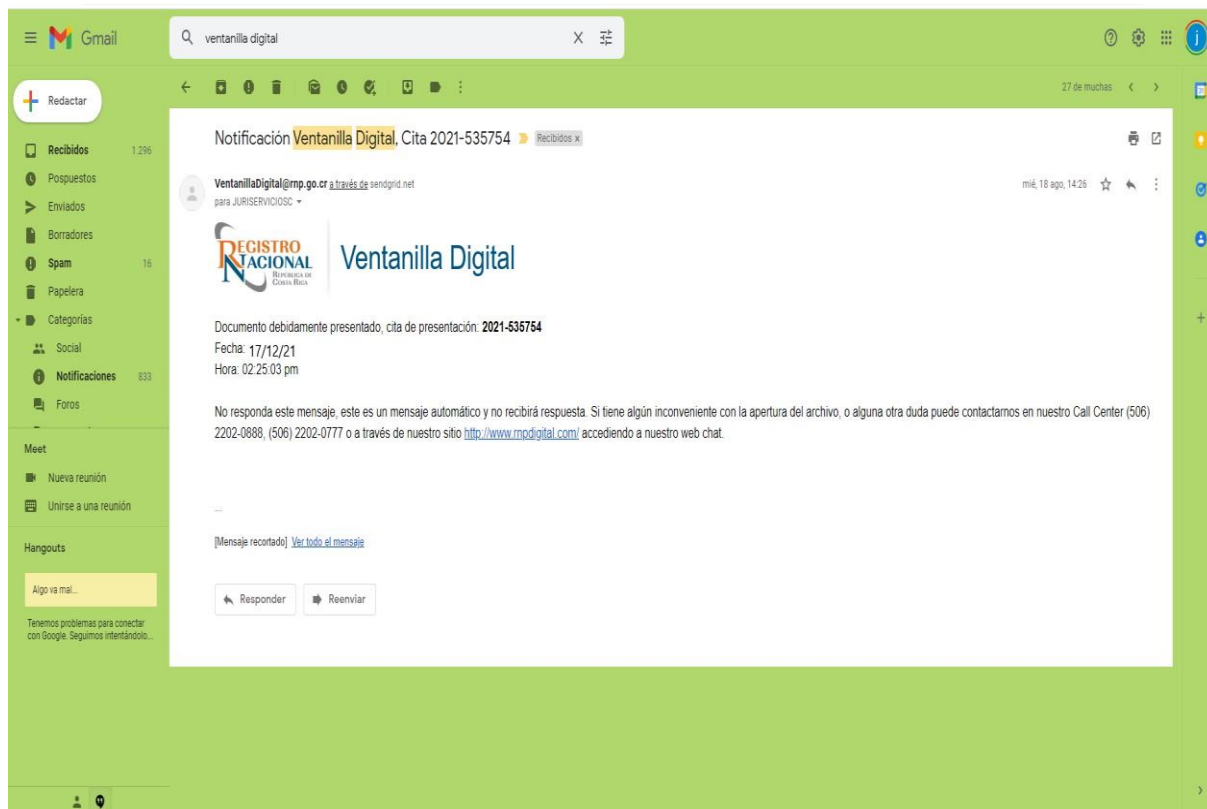 Gmail
ventanilla digital
Redactar
27 de muchas
Recibidos 1.296
Pospuestos
Enviados
Borradores
Spam 16
Papelera
Categorías
Social
Notificaciones 833
Foros
Meet
Nueva reunión
Unirse a una reunión
Hangouts
Algo va mal...
Tenemos problemas para conectar
con Google. Seguimos intentándolo...
Notificación Ventanilla Digital, Cita 2021-535754 Recibidos x
VentanillaDigital@rnp.go.cr a través de sendgrid.net mié, 18 ago, 14:26
para JURISERVICIOSC
REGISTRO
NACIONAL
REPÚBLICA DE
COSTA RICA
Ventanilla Digital
Documento debidamente presentado, cita de presentación: 2021-535754
Fecha: 17/12/21
Hora: 02:25:03 pm
No responda este mensaje, este es un mensaje automático y no recibirá respuesta. Si tiene algún inconveniente con la apertura del archivo, o alguna otra duda puede contactarnos en nuestro Call Center (506)
2202-0888, (506) 2202-0777 o a través de nuestro sitio http://www.rnpdigital.com/ accediendo a nuestro web chat.
...
[Mensaje recortado] Ver todo el mensaje
Responder
Reenviar
j